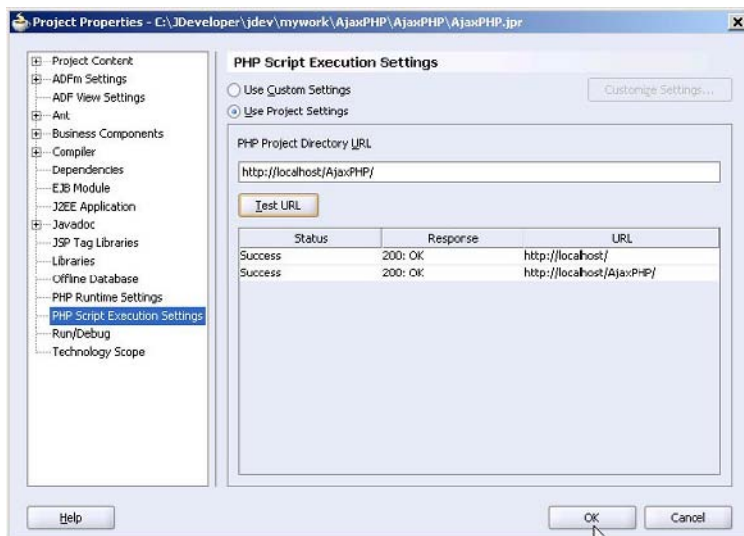 Project Properties - C:\JDeveloper\jdev\mywork\AjaxPHP\AjaxPHP\AjaxPHP.jpr
Project Content
ADFm Settings
ADF View Settings
Ant
Business Components
Compiler
Dependencies
EJB Module
J2EE Application
Javadoc
JSP Tag Libraries
Libraries
Offline Database
PHP Runtime Settings
PHP Script Execution Settings
Run/Debug
Technology Scope
PHP Script Execution Settings
Use Custom Settings
Customize Settings...
Use Project Settings
PHP Project Directory URL
http://localhost/AjaxPHP/
Test URL
Status Response URL
Success 200: OK http://localhost/
Success 200: OK http://localhost/AjaxPHP/
Help OK Cancel